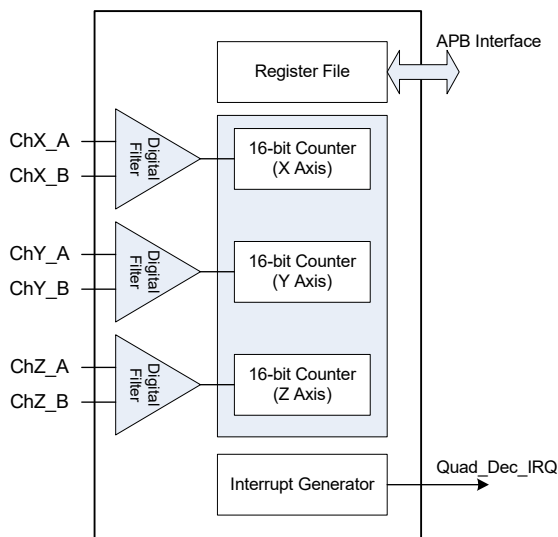 APB Interface
Register File
ChX_A
ChX_B
Digital
Filter
16-bit Counter
(X Axis)
ChY_A
ChY_B
Digital
Filter
16-bit Counter
(Y Axis)
ChZ_A
ChZ_B
Digital
Filter
16-bit Counter
(Z Axis)
Quad_Dec_IRQ
Interrupt Generator